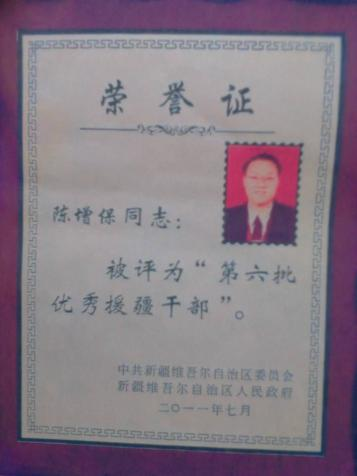 荣誉证
陈增保同志：
被评为“第六批
优秀援疆干部”。
中共新疆维吾尔自治区委员会
新疆维吾尔自治区人民政府
二〇一一年七月